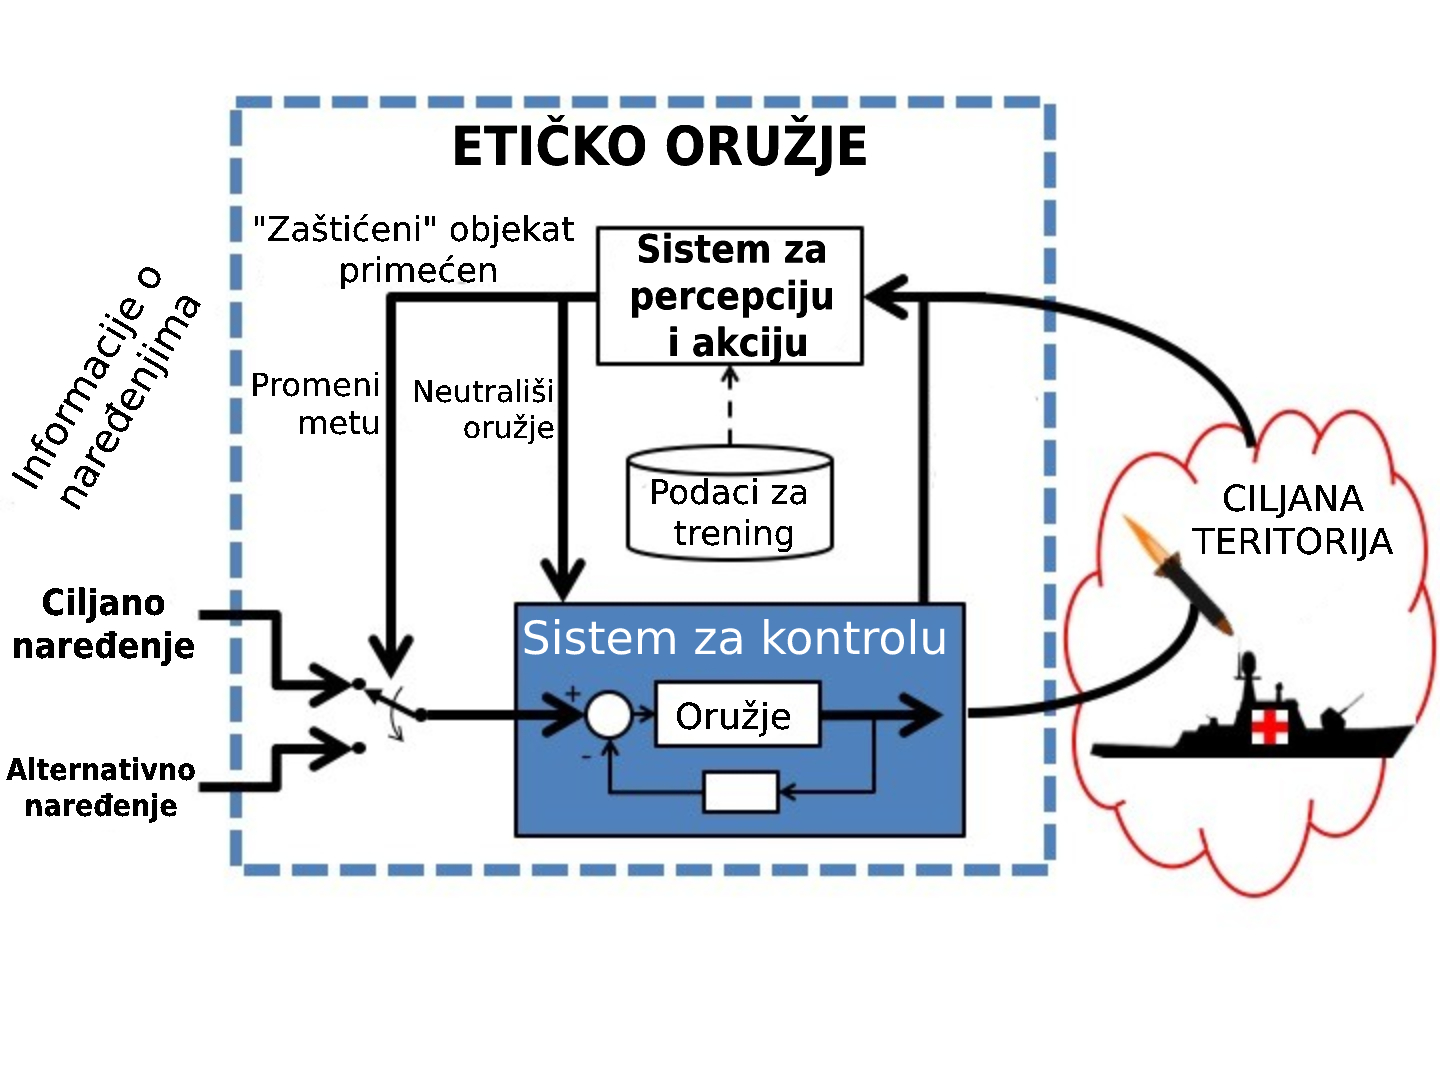 ETIČKO ORUŽJE
"Zaštićeni" objekat
primećen
Sistem za
percepciju
i akciju
Informacije o
naređenjima
Promeni
metu
Neutrališi
oružje
Podaci za
trening
CILJANA
TERITORIJA
Ciljano
naređenje
Sistem za kontrolu
+
Oružje
-
Alternativno
naređenje